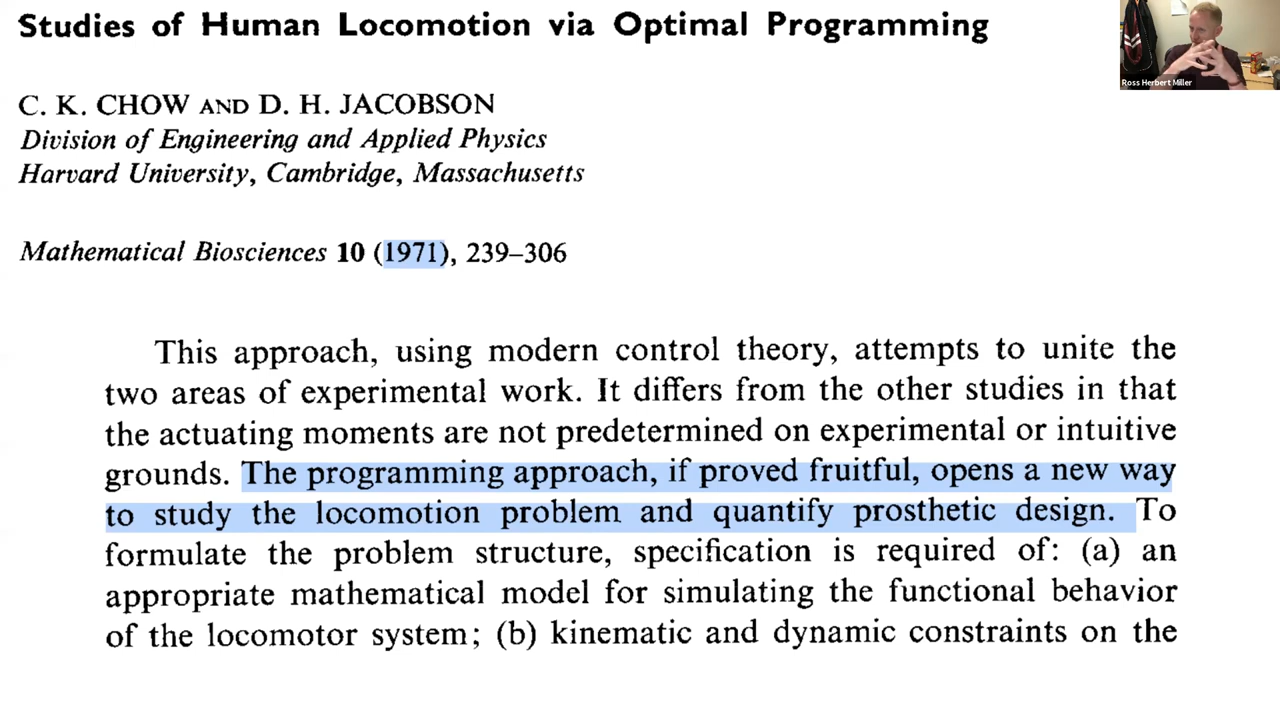 Studies of Human Locomotion via Optimal Programming
Ross Herbert Miller
C. K. CHOW AND D. H. JACOBSON
Division of Engineering and Applied Physics
Harvard University, Cambridge, Massachusetts
Mathematical Biosciences 10 (1971), 239–306
This approach, using modern control theory, attempts to unite the
two areas of experimental work. It differs from the other studies in that
the actuating moments are not predetermined on experimental or intuitive
grounds. The programming approach, if proved fruitful, opens a new way
to study the locomotion problem and quantify prosthetic design. To
formulate the problem structure, specification is required of: (a) an
appropriate mathematical model for simulating the functional behavior
of the locomotor system; (b) kinematic and dynamic constraints on the